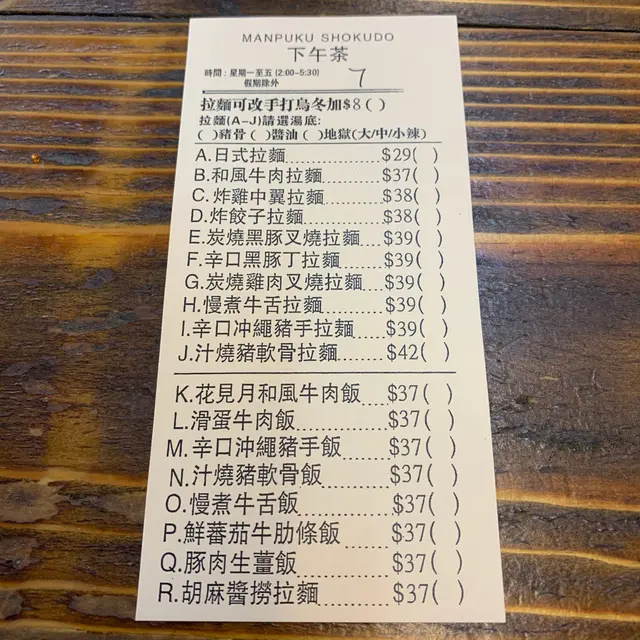 MANPUKU SHOKUDO
下午茶
時間：星期一至五 (2:00-5:30)
假期除外
7
拉麵可改手打烏冬加$8 ( )
拉麵(A-J)請選湯底:
( )豬骨 ( )醬油 ( )地獄(大/中/小辣)
A.日式拉麵 $29( )
B.和風牛肉拉麵 $37( )
C.炸雞中翼拉麵 $38( )
D.炸餃子拉麵 $38( )
E.炭燒黑豚叉燒拉麵 $39( )
F.辛口黑豚丁拉麵 $39( )
G.炭燒雞肉叉燒拉麵 $39( )
H.慢煮牛舌拉麵 $39( )
I.辛口冲繩豬手拉麵 $39( )
J.汁燒豬軟骨拉麵 $42( )
K.花見月和風牛肉飯 $37( )
L.滑蛋牛肉飯 $37( )
M.辛口沖繩豬手飯 $37( )
N.汁燒豬軟骨飯 $37( )
O.慢煮牛舌飯 $37( )
P.鮮蕃茄牛肋條飯 $37( )
Q.豚肉生薑飯 $37( )
R.胡麻醬撈拉麵 $37( )